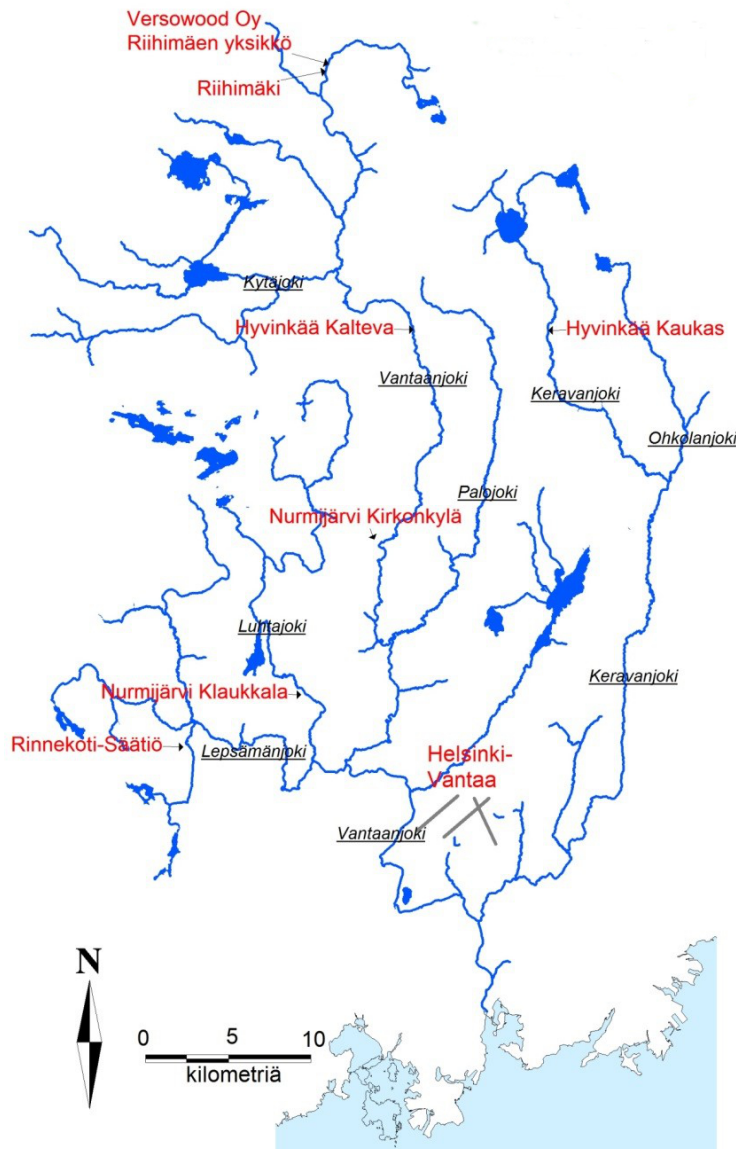 Versowood Oy
Riihimäen yksikkö
Riihimäki
Kytäjoki
Hyvinkää Kalteva
Hyvinkää Kaukas
Vantaanjoki
Keravanjoki
Ohkolanjoki
Palojoki
Nurmijärvi Kirkonkylä
Luhtajoki
Keravanjoki
Nurmijärvi Klaukkala
Rinnekoti-Säätiö
Lepsämänjoki
Helsinki-
Vantaa
Vantaanjoki
N
0 5 10
kilometriä